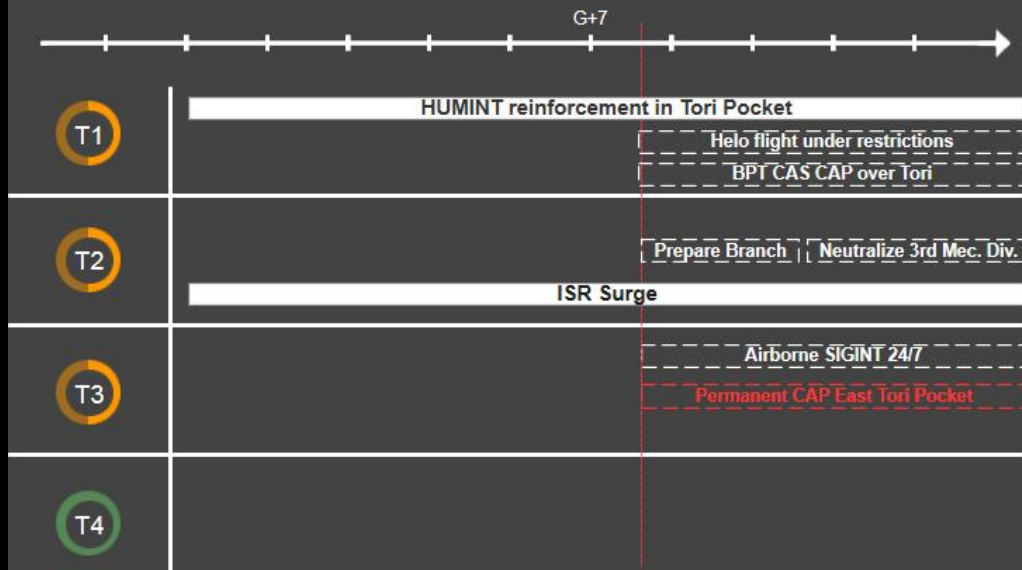 G+7
T1
HUMINT reinforcement in Tori Pocket
Helo flight under restrictions
BPT CAS CAP over Tori
T2
Prepare Branch
Neutralize 3rd Mec. Div.
ISR Surge
T3
Airborne SIGINT 24/7
Permanent CAP East Tori Pocket
T4